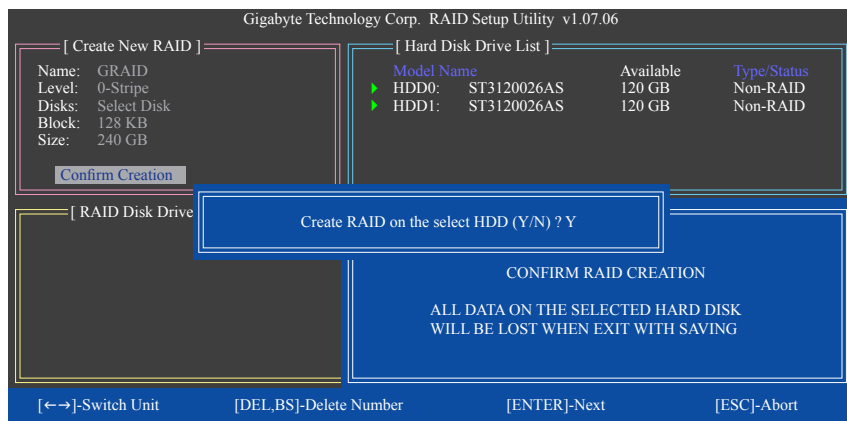 Gigabyte Technology Corp. RAID Setup Utility v1.07.06
[ Create New RAID ]
Name: GRAID
Level: 0-Stripe
Disks: Select Disk
Block: 128 KB
Size: 240 GB
Confirm Creation
[ Hard Disk Drive List ]
Model Name Available Type/Status
HDD0: ST3120026AS 120 GB Non-RAID
HDD1: ST3120026AS 120 GB Non-RAID
[ RAID Disk Drive
Create RAID on the select HDD (Y/N) ? Y
CONFIRM RAID CREATION
ALL DATA ON THE SELECTED HARD DISK
WILL BE LOST WHEN EXIT WITH SAVING
[←→]-Switch Unit [DEL,BS]-Delete Number [ENTER]-Next [ESC]-Abort